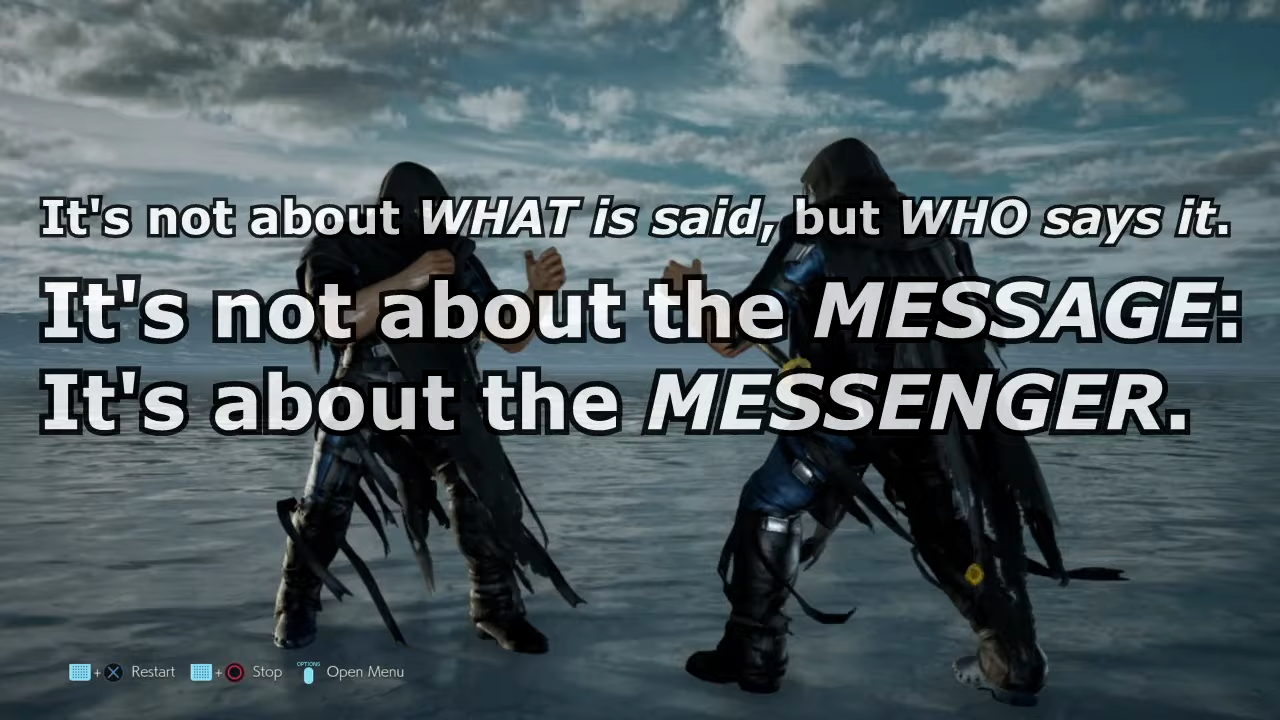 It's not about WHAT is said, but WHO says it.
It's not about the MESSAGE:
It's about the MESSENGER.
OPTIONS
+ Restart + Stop Open Menu